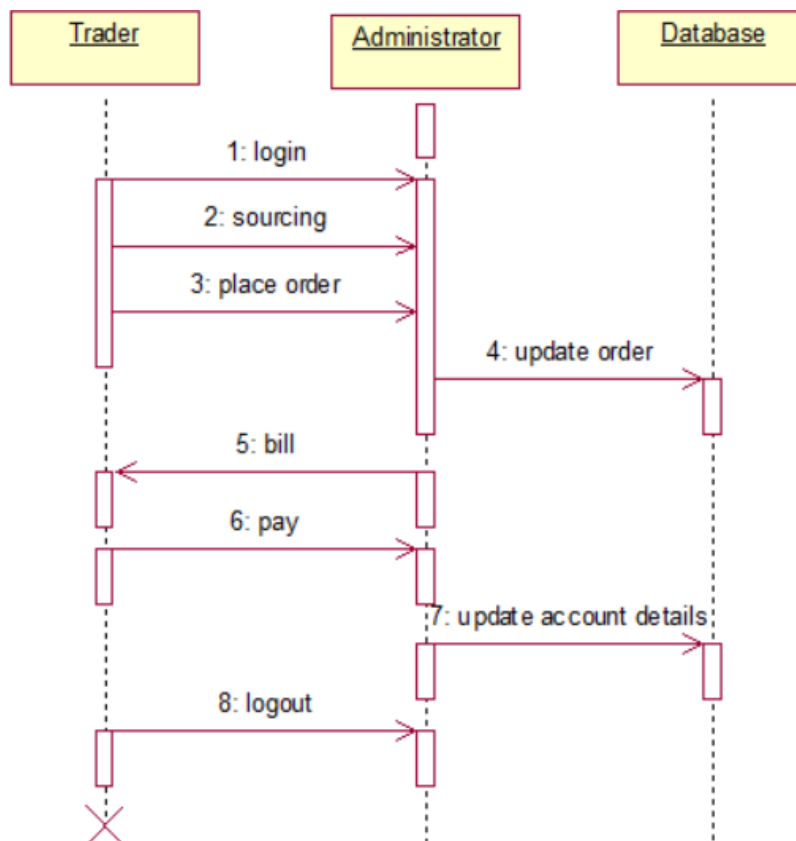 Trader
Administrator
Database
1: login
2: sourcing
3: place order
4: update order
5: bill
6: pay
7: update account details
8: logout